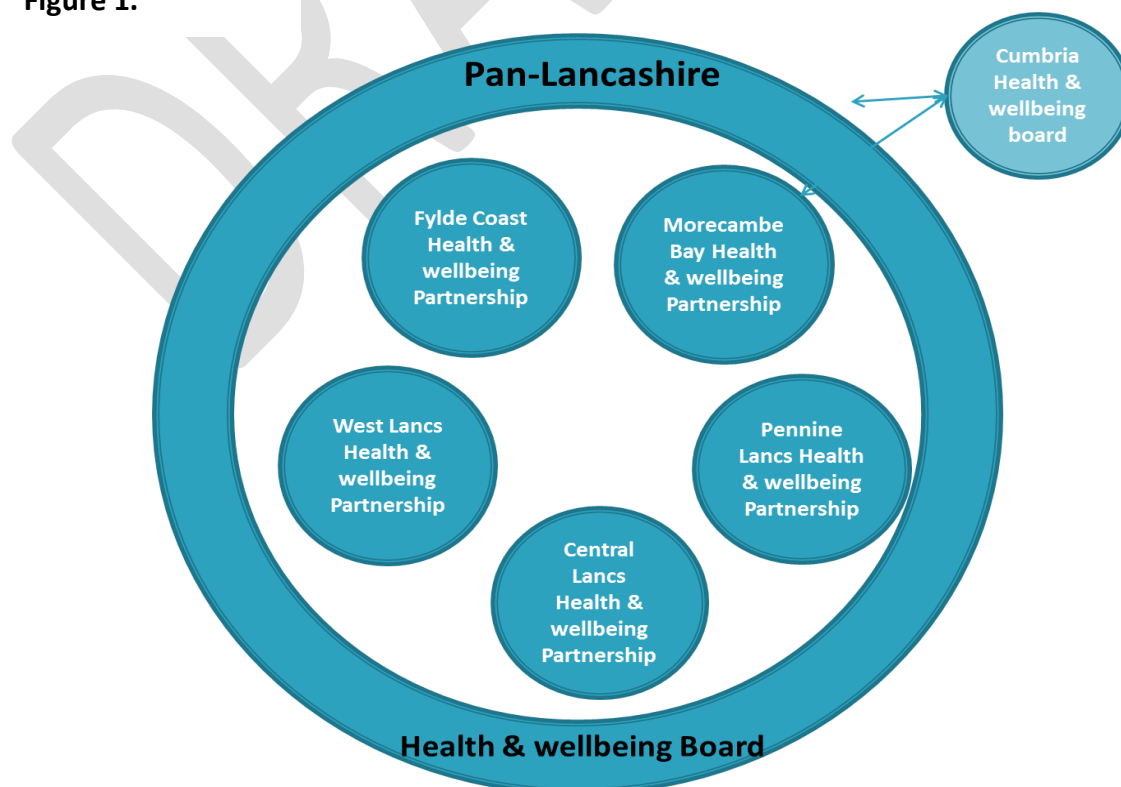 Figure 1.
Pan-Lancashire
Cumbria
Health &
wellbeing
board
Fylde Coast
Health &
wellbeing
Partnership
Morecambe
Bay Health
& wellbeing
Partnership
West Lancs
Health &
wellbeing
Partnership
Pennine
Lancs Health
& wellbeing
Partnership
Central
Lancs
Health &
wellbeing
Partnership
Health & wellbeing Board